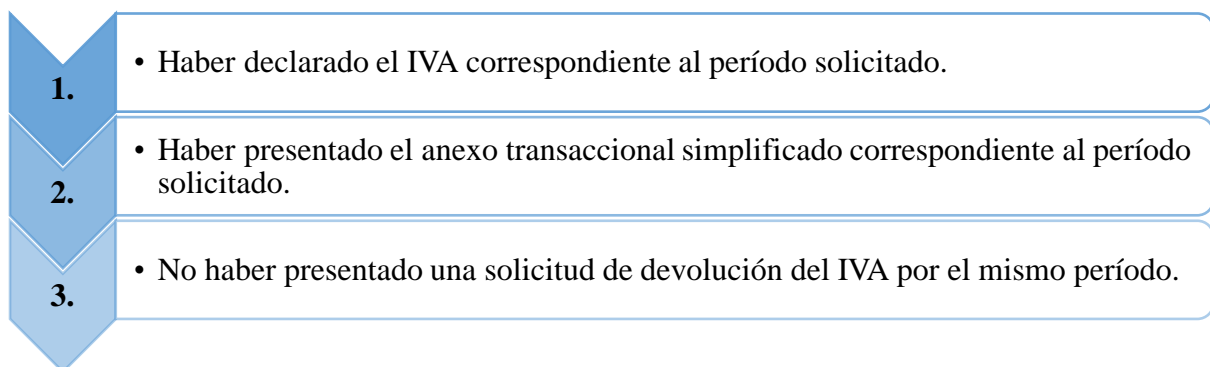 1.
• Haber declarado el IVA correspondiente al período solicitado.
2.
• Haber presentado el anexo transaccional simplificado correspondiente al período
solicitado.
3.
• No haber presentado una solicitud de devolución del IVA por el mismo período.